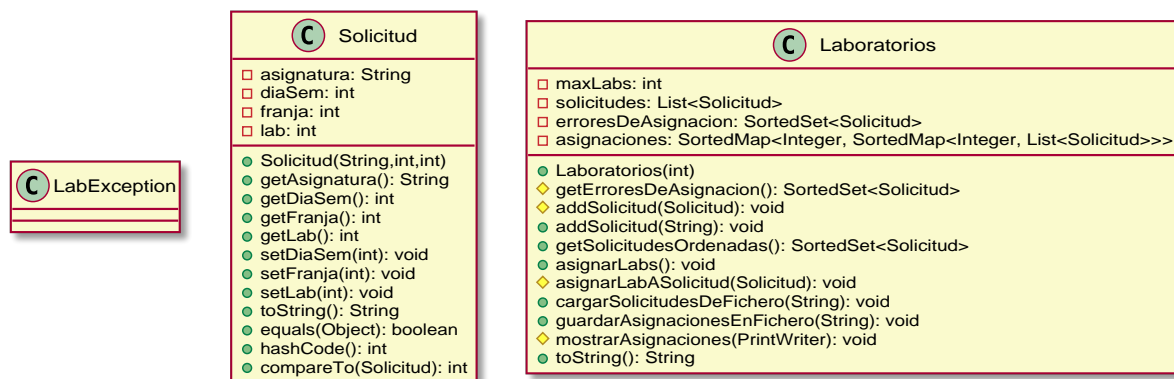 C LabException
C Solicitud
asignatura: String
diaSem: int
franja: int
lab: int
Solicitud(String,int,int)
getAsignatura(): String
getDiaSem(): int
getFranja(): int
getLab(): int
setDiaSem(int): void
setFranja(int): void
setLab(int): void
toString(): String
equals(Object): boolean
hashCode(): int
compareTo(Solicitud): int
C Laboratorios
maxLabs: int
solicitudes: List<Solicitud>
erroresDeAsignacion: SortedSet<Solicitud>
asignaciones: SortedMap<Integer, SortedMap<Integer, List<Solicitud>>>
Laboratorios(int)
getErroresDeAsignacion(): SortedSet<Solicitud>
addSolicitud(Solicitud): void
addSolicitud(String): void
getSolicitudesOrdenadas(): SortedSet<Solicitud>
asignarLabs(): void
asignarLabASolicitud(Solicitud): void
cargarSolicitudesDeFichero(String): void
guardarAsignacionesEnFichero(String): void
mostrarAsignaciones(PrintWriter): void
toString(): String